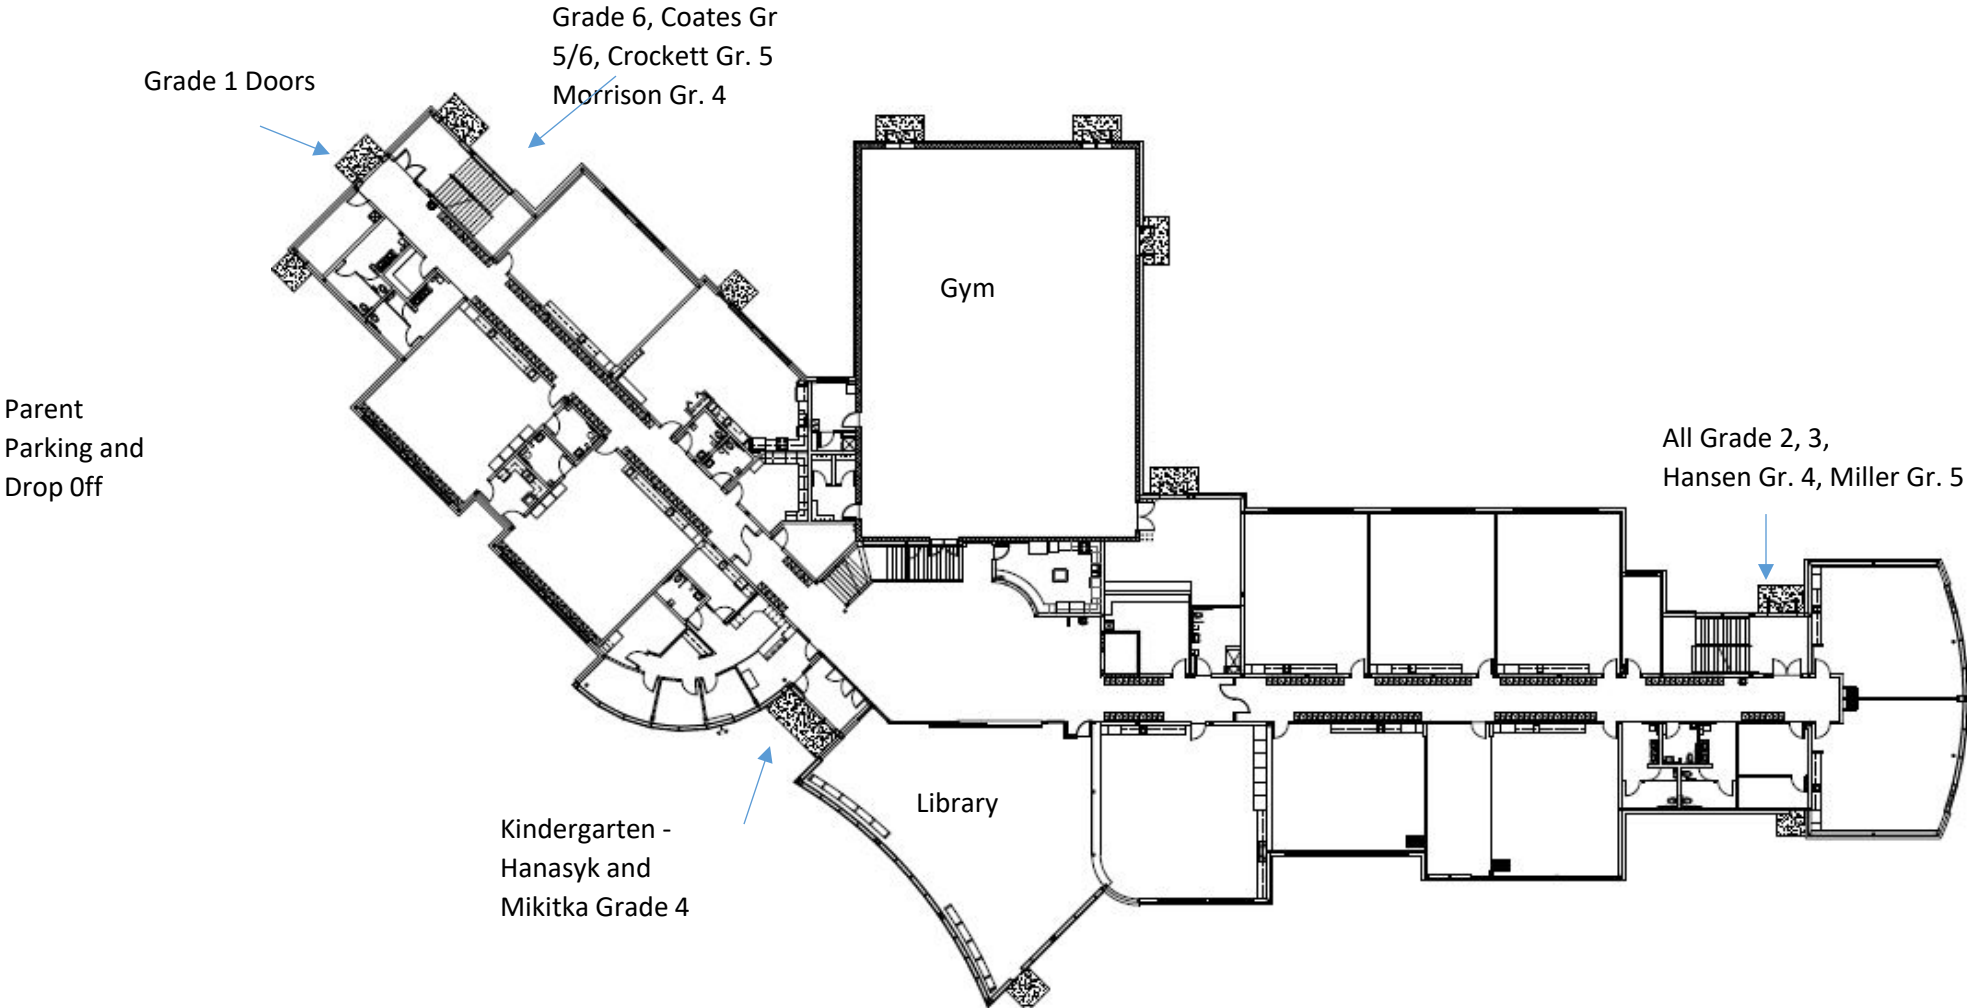 Grade 6, Coates Gr
5/6, Crockett Gr. 5
Morrison Gr. 4
Grade 1 Doors
Gym
Parent
Parking and
Drop 0ff
All Grade 2, 3,
Hansen Gr. 4, Miller Gr. 5
Library
Kindergarten -
Hanasyk and
Mikitka Grade 4